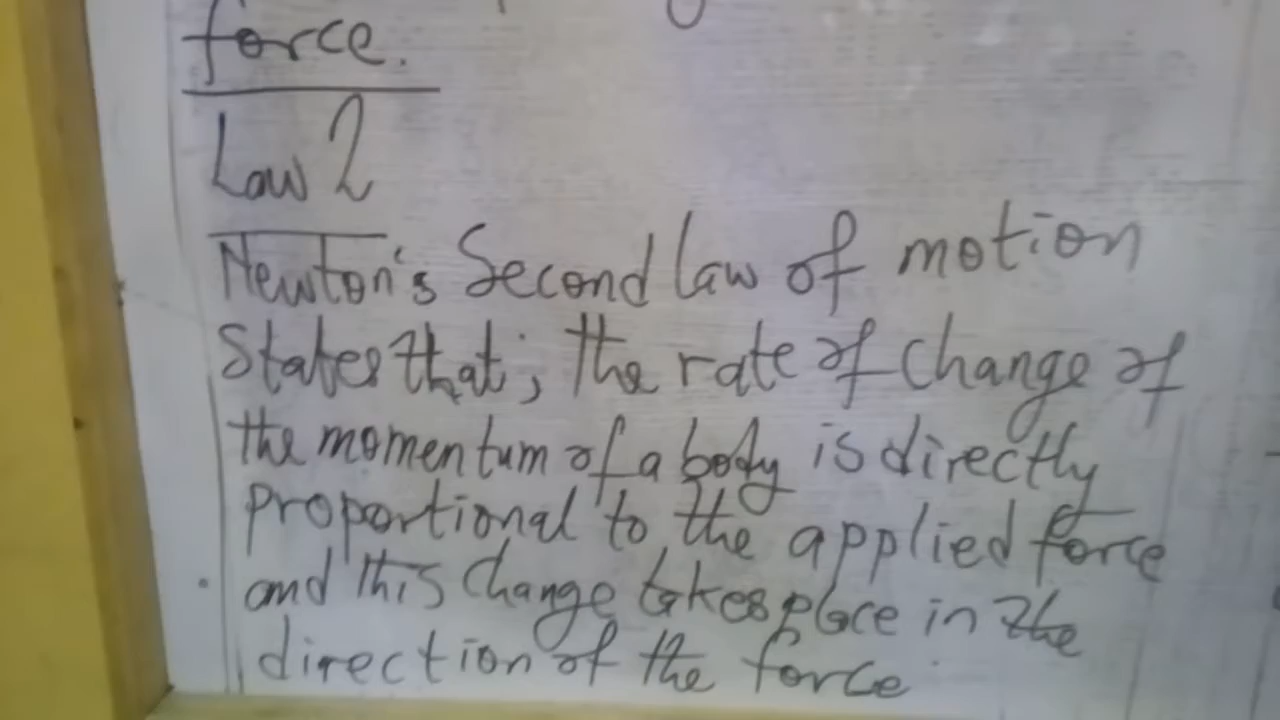 force.
Law 2
Newton's Second law of motion
States that; the rate of change of
the momentum of a body is directly
proportional to the applied force
and this change takes place in the
direction of the force